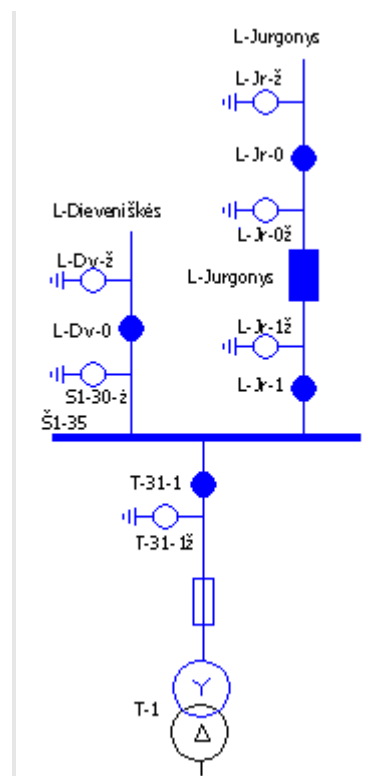 L-Jurgonys
L-Jr-ž
L-Jr-0
L-Jr-0ž
L-Dieveniškės
L-Dv-ž
L-Jurgonys
L-Dv-0
L-Jr-1ž
L-Jr-1
S1-30-ž
Š1-35
T-31-1
T-31-1ž
T-1